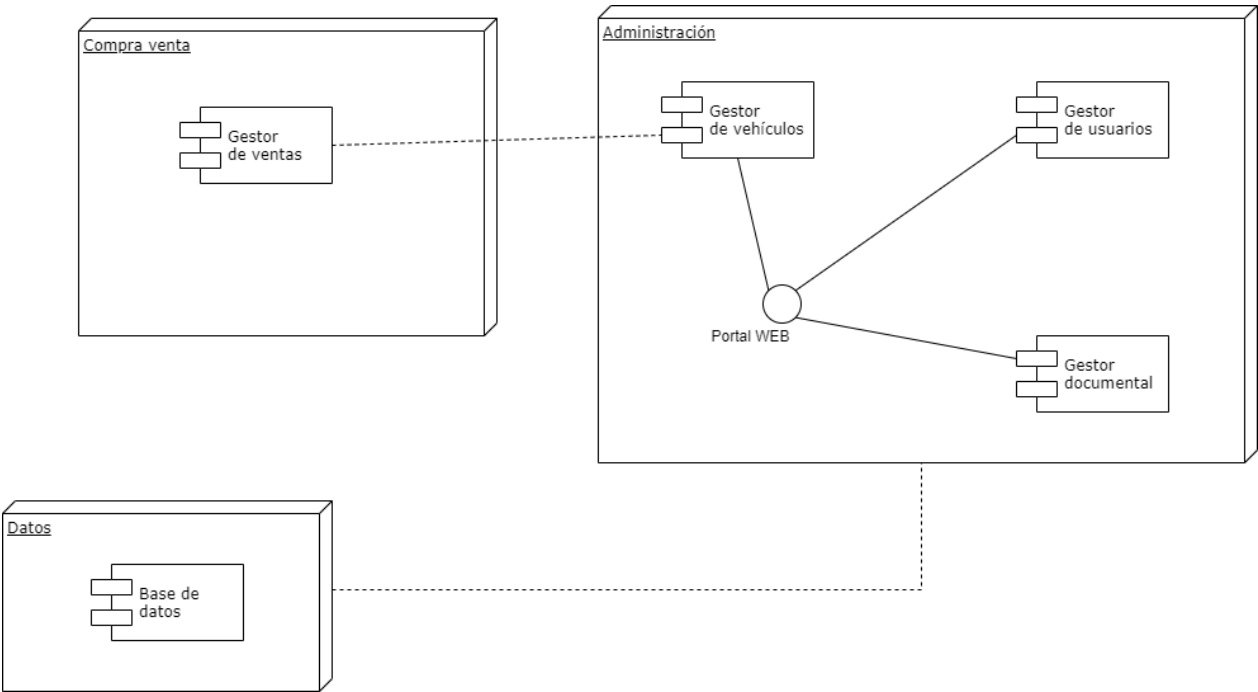 Compra venta
Gestor
de ventas
Administración
Gestor
de vehículos
Gestor
de usuarios
Portal WEB
Gestor
documental
Datos
Base de
datos